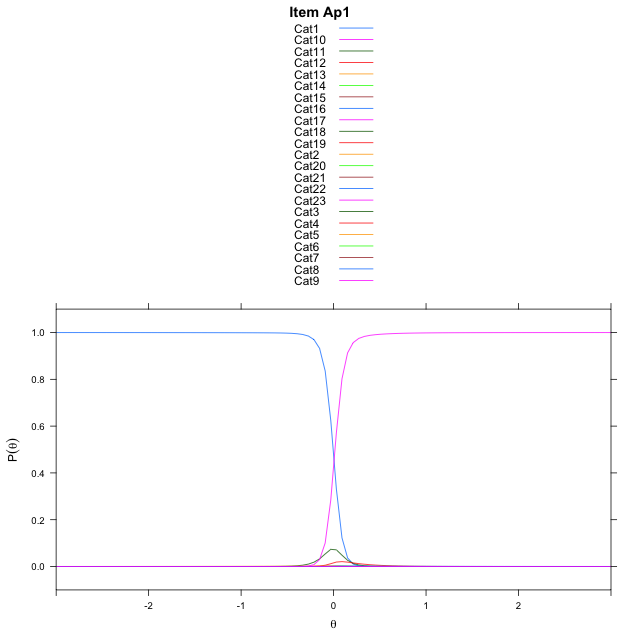 Item Ap1
Cat1
Cat10
Cat11
Cat12
Cat13
Cat14
Cat15
Cat16
Cat17
Cat18
Cat19
Cat2
Cat20
Cat21
Cat22
Cat23
Cat3
Cat4
Cat5
Cat6
Cat7
Cat8
Cat9
1.0
0.8
0.6
0.4
0.2
0.0
P(θ)
-2 -1 0 1 2
θ